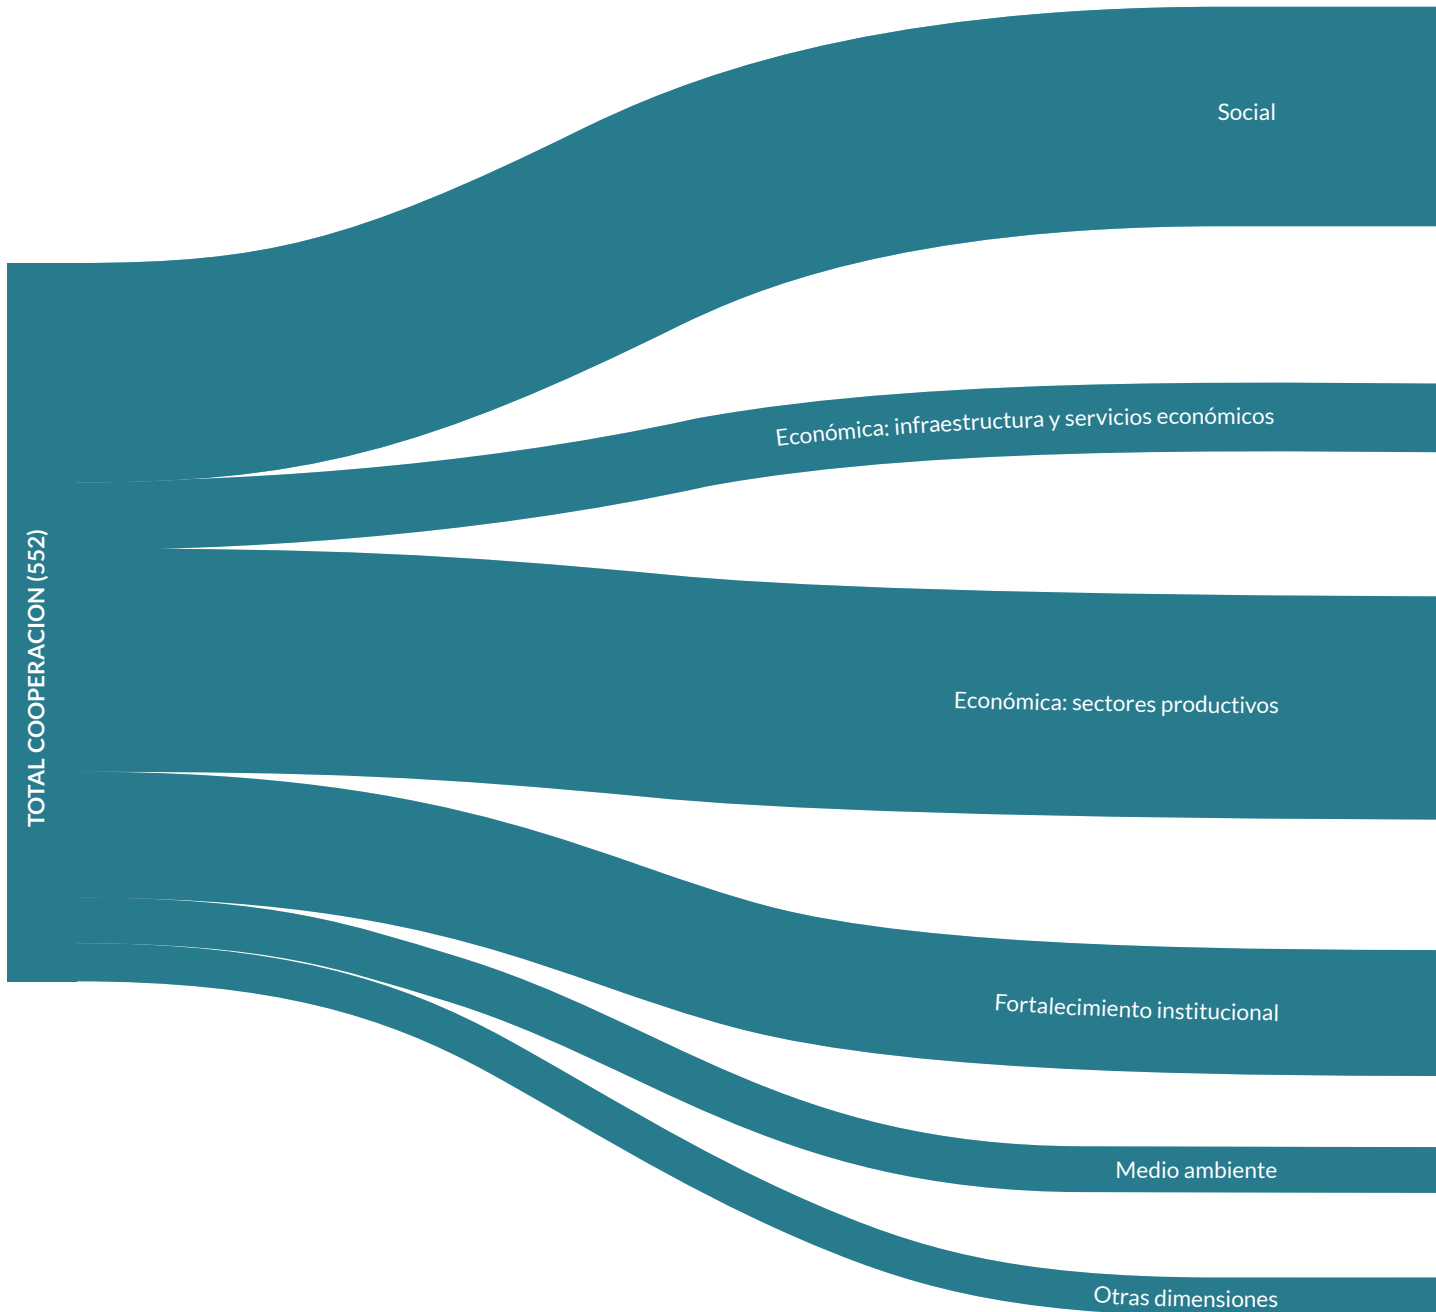 TOTAL COOPERACION (552)
Social
Económica: infraestructura y servicios económicos
Económica: sectores productivos
Fortalecimiento institucional
Medio ambiente
Otras dimensiones